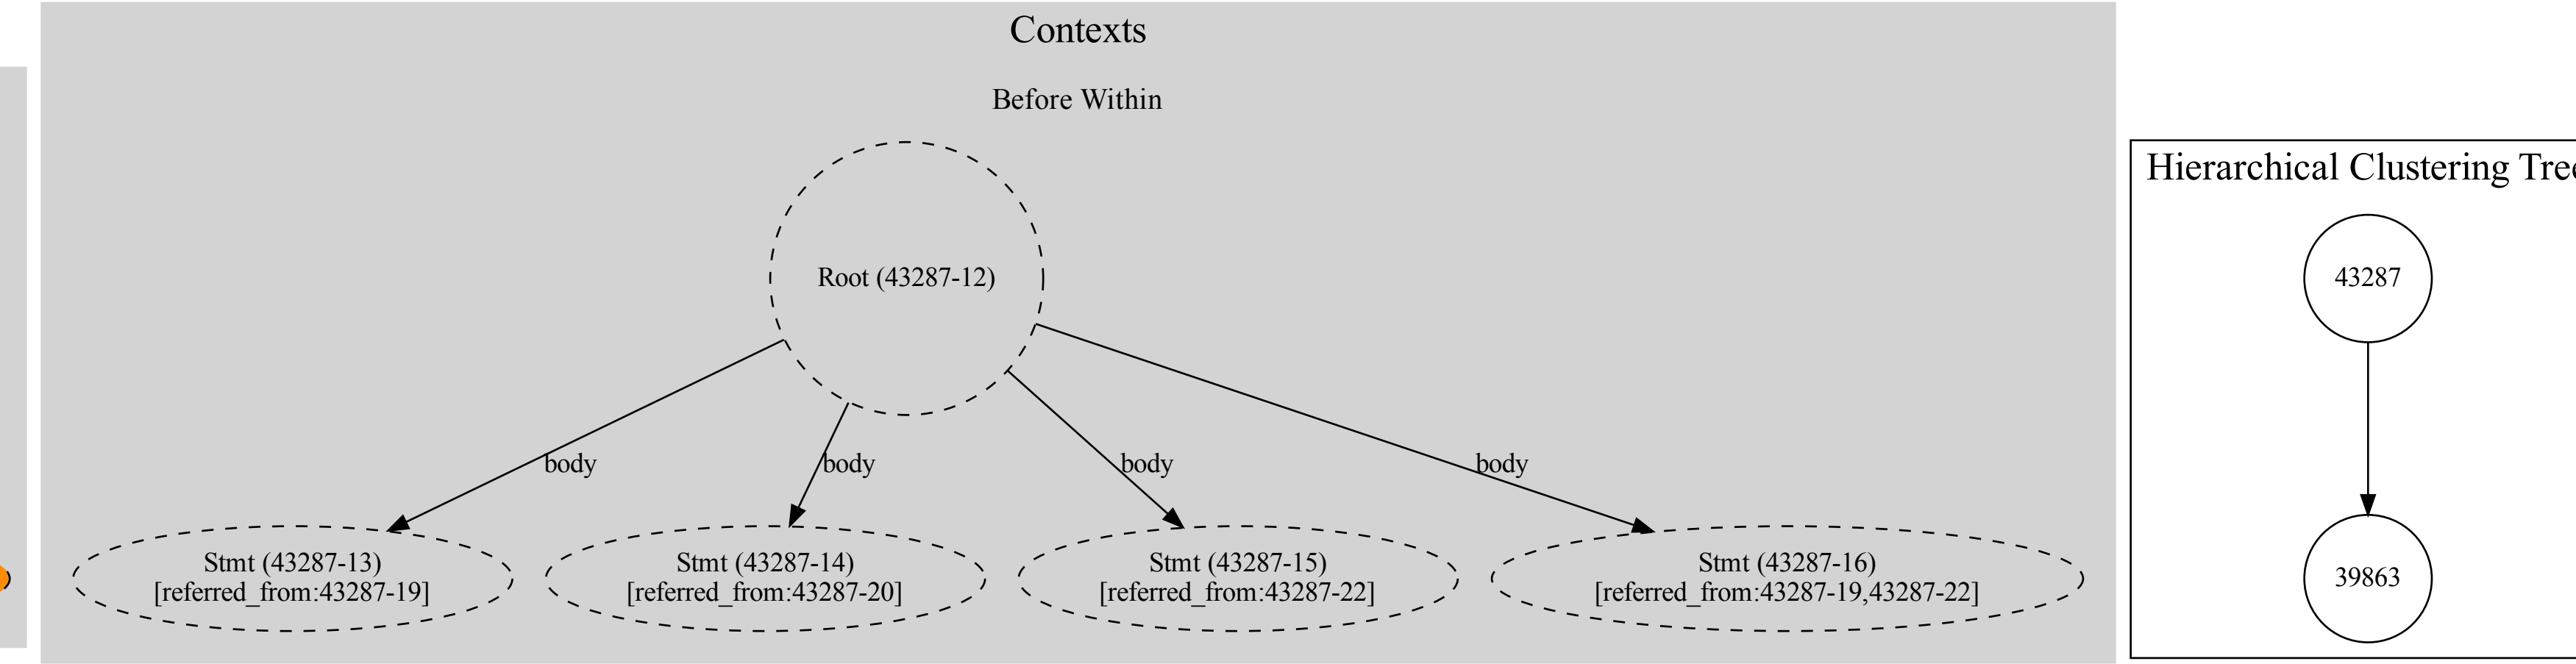 Contexts
Before Within
Root (43287-12)
body
body
body
body
Stmt (43287-13)
[referred_from:43287-19]
Stmt (43287-14)
[referred_from:43287-20]
Stmt (43287-15)
[referred_from:43287-22]
Stmt (43287-16)
[referred_from:43287-19,43287-22]
Hierarchical Clustering Tree
43287
39863